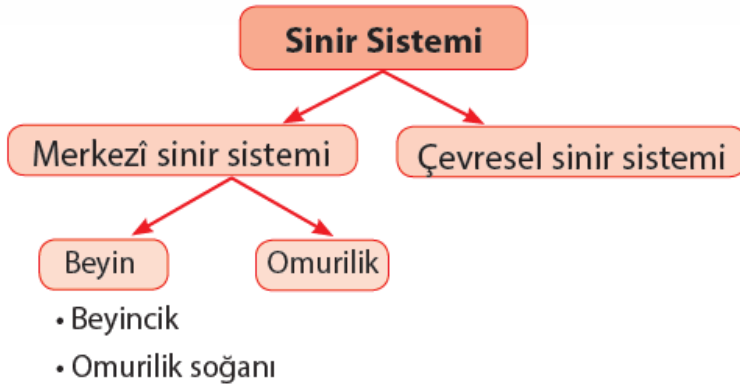 Sinir Sistemi
Merkezî sinir sistemi
Çevresel sinir sistemi
Beyin
Omurilik
• Beyincik
• Omurilik soğanı